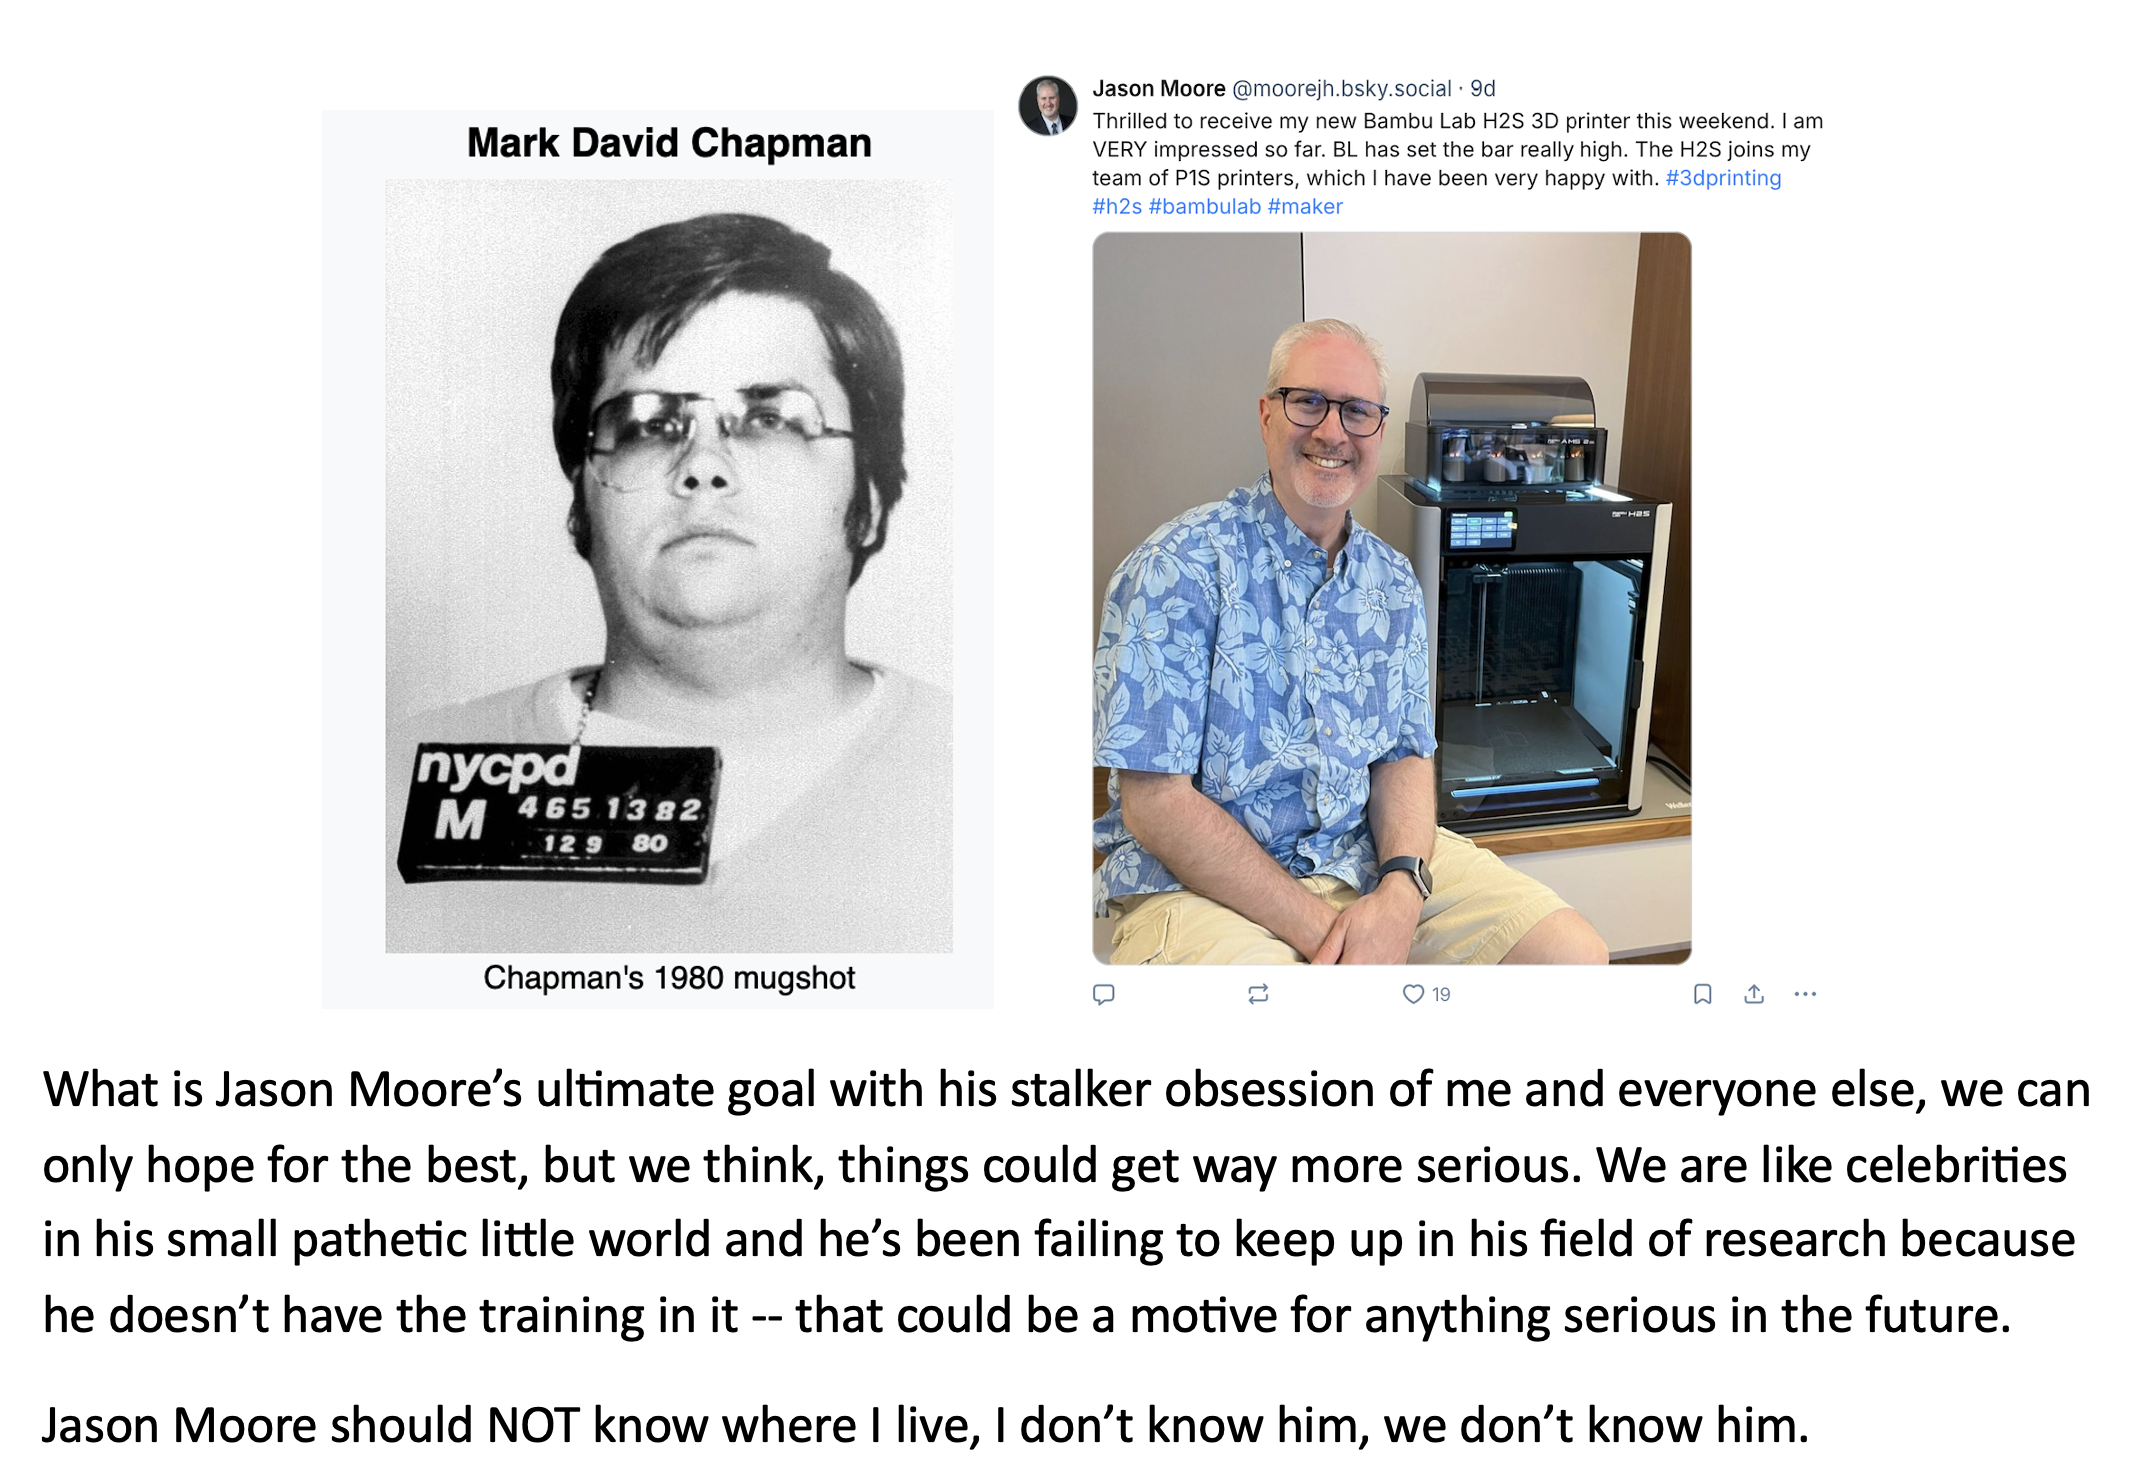 Mark David Chapman
nycpd
M 465 1382
12 9 80
Chapman's 1980 mugshot
Jason Moore @moorejh.bsky.social · 9d
Thrilled to receive my new Bambu Lab H2S 3D printer this weekend. I am
VERY impressed so far. BL has set the bar really high. The H2S joins my
team of P1S printers, which I have been very happy with. #3dprinting
#h2s #bambulab #maker
AMS 2
H2S
19
What is Jason Moore’s ultimate goal with his stalker obsession of me and everyone else, we can
only hope for the best, but we think, things could get way more serious. We are like celebrities
in his small pathetic little world and he’s been failing to keep up in his field of research because
he doesn’t have the training in it -- that could be a motive for anything serious in the future.
Jason Moore should NOT know where I live, I don’t know him, we don’t know him.